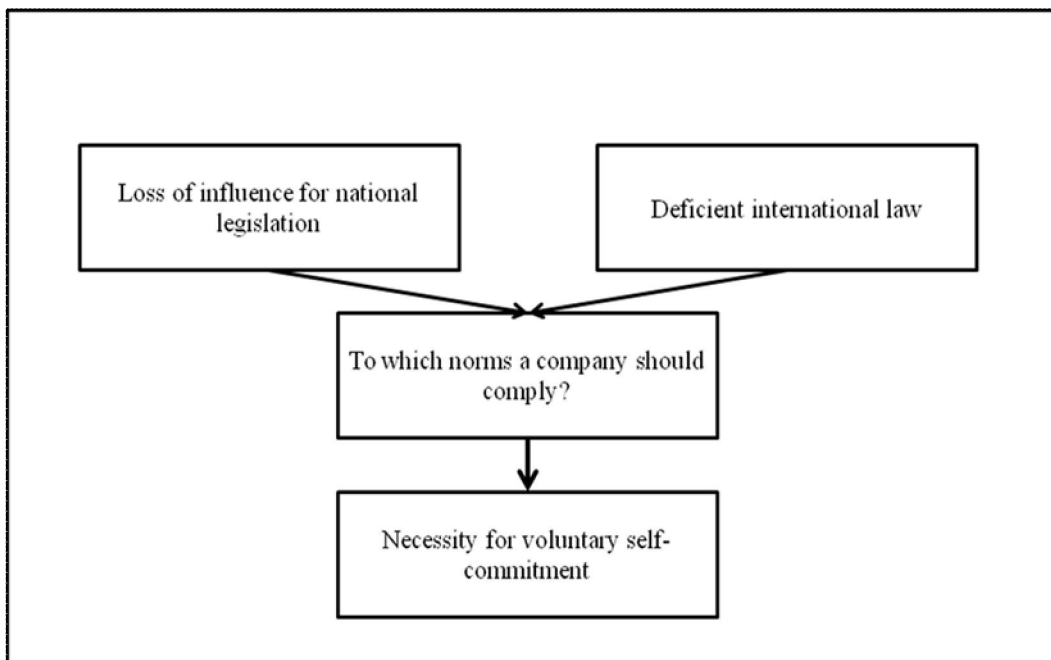 Loss of influence for national
legislation
Deficient international law
To which norms a company should
comply?
Necessity for voluntary self-
commitment